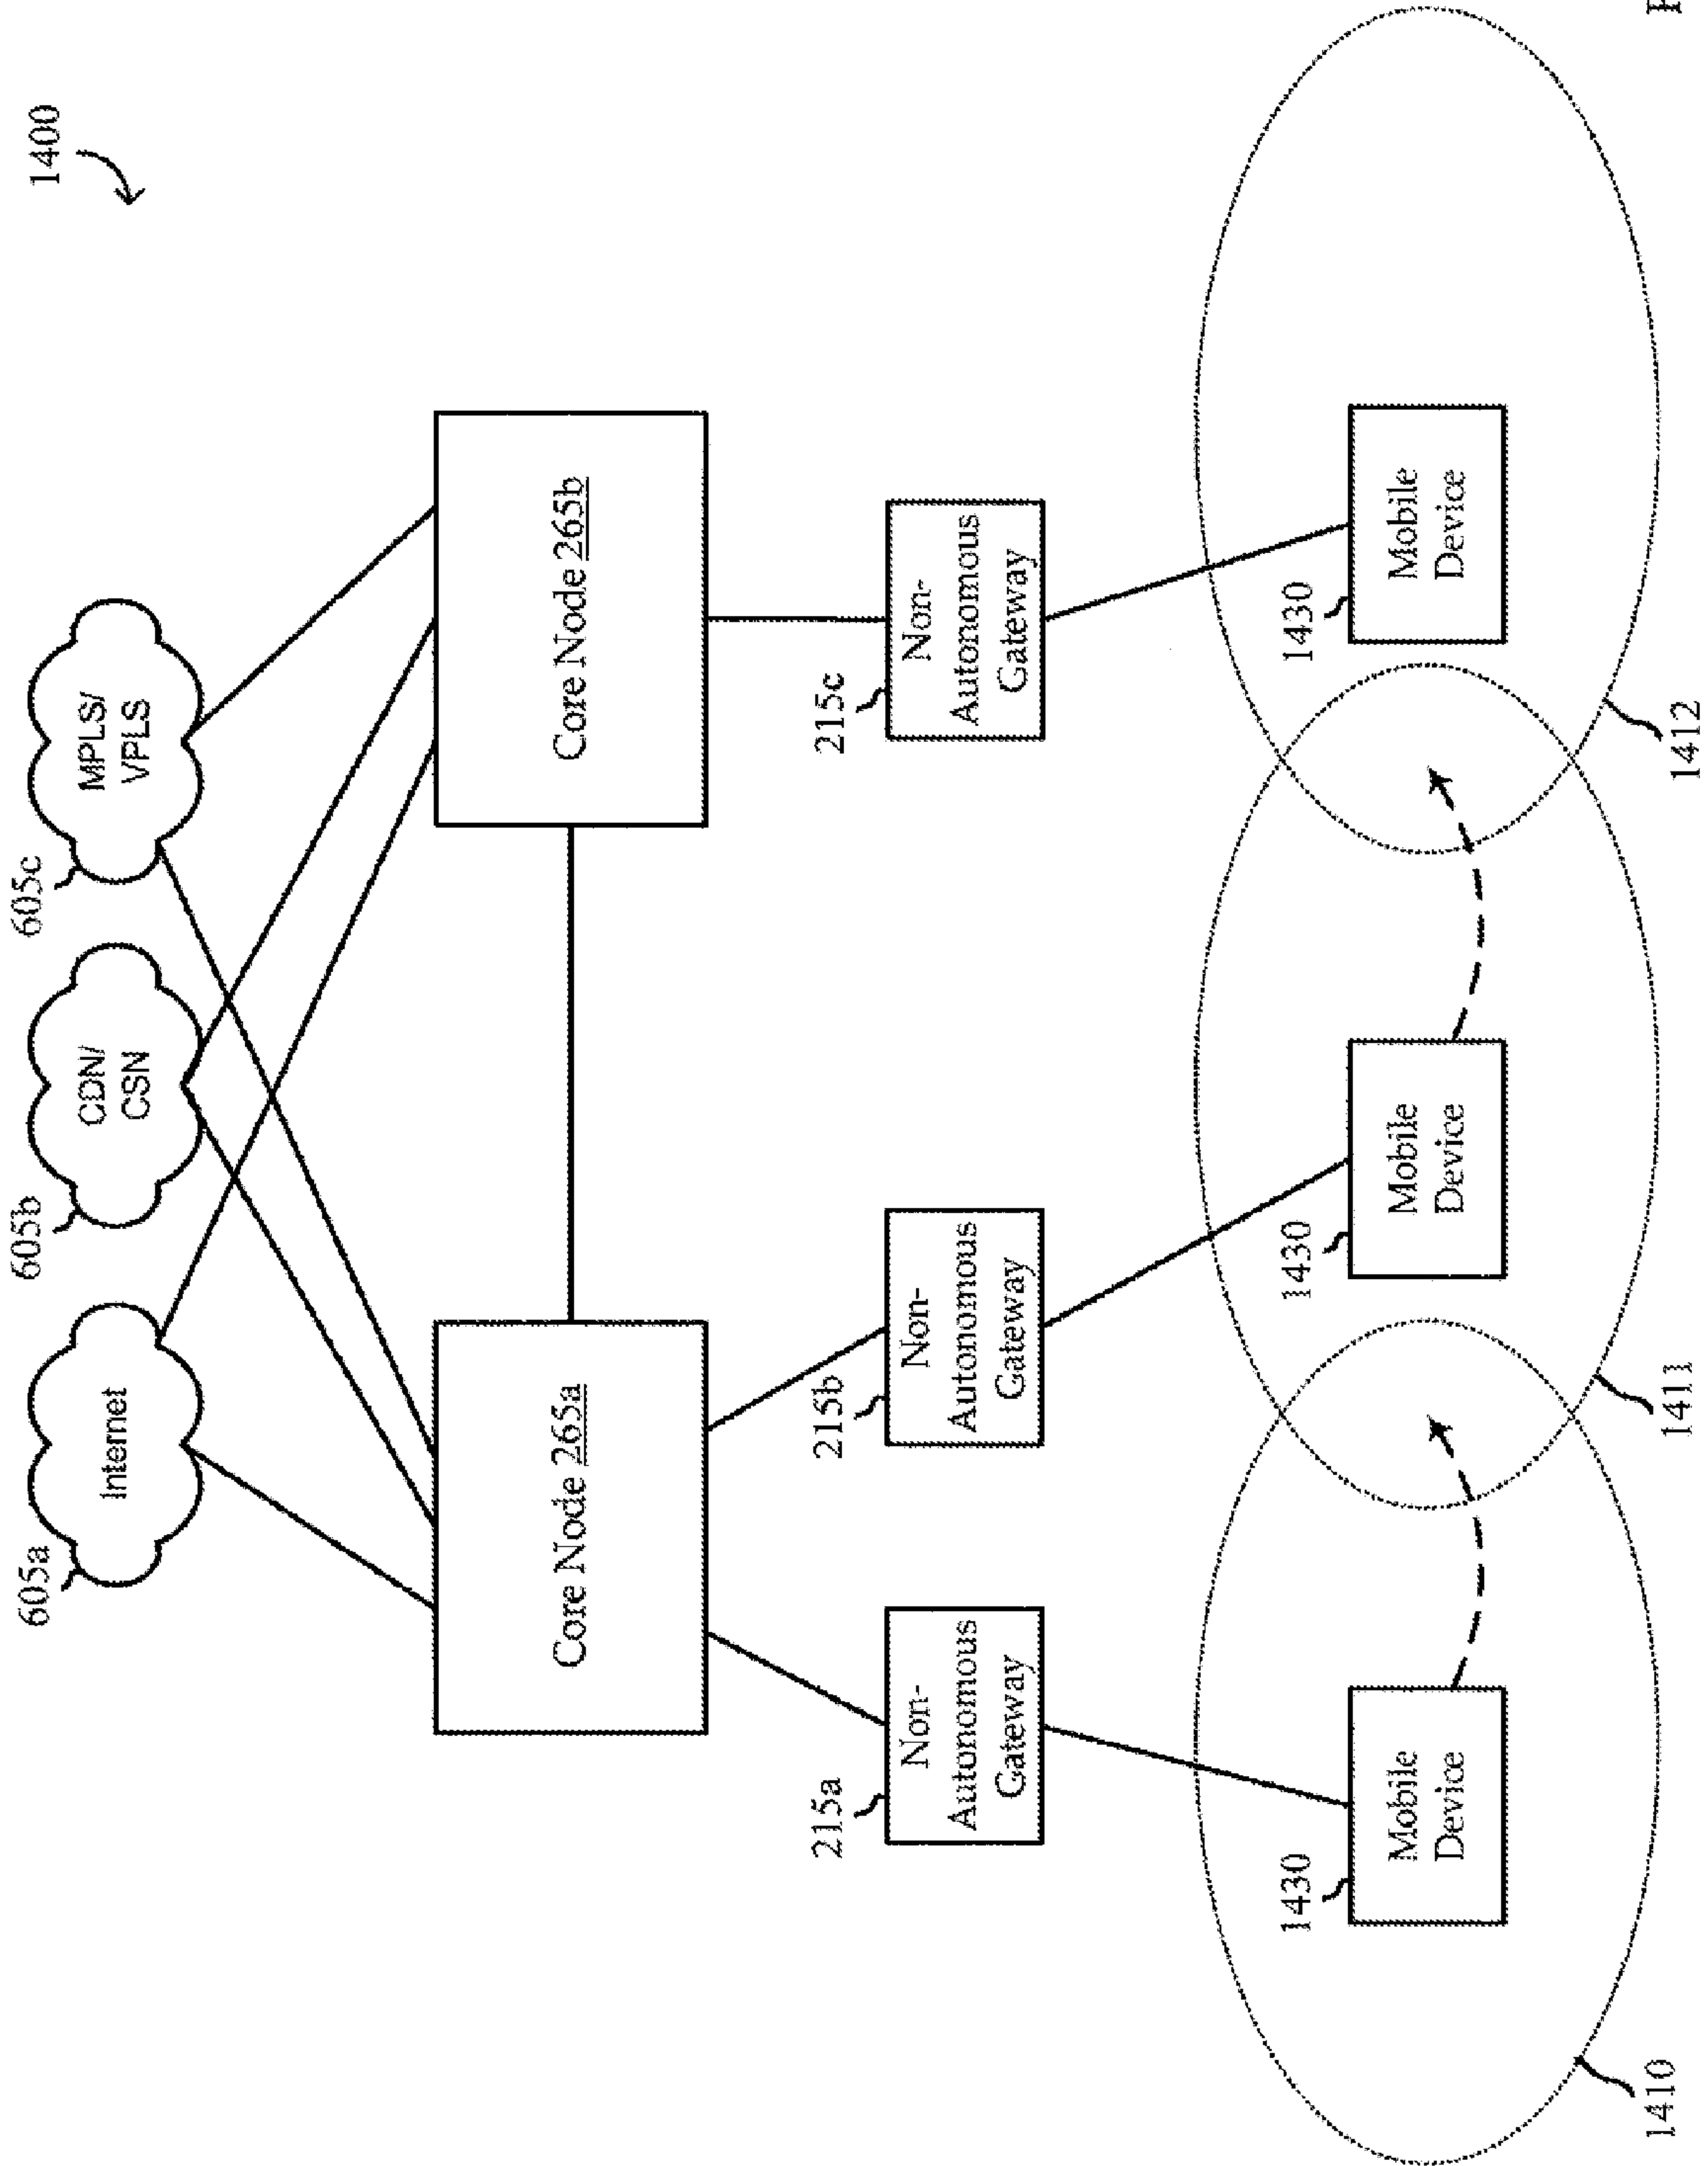 1400
605a
605b
605c
Internet
CDN/
CSN
MPLS/
VPLS
Core Node 265a
Core Node 265b
215a
215b
215c
Non-
Autonomous
Gateway
Non-
Autonomous
Gateway
Non-
Autonomous
Gateway
1430
1430
1430
Mobile
Device
Mobile
Device
Mobile
Device
1410
1411
1412